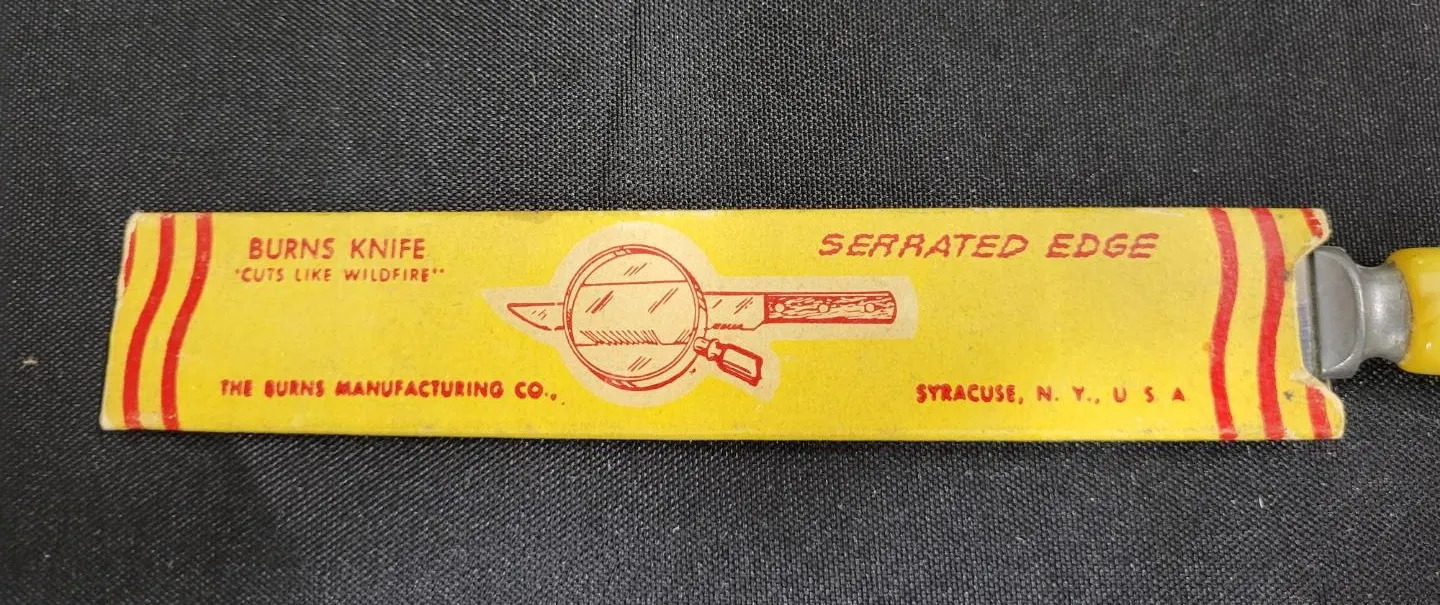 BURNS KNIFE
"CUTS LIKE WILDFIRE"
SERRATED EDGE
THE BURNS MANUFACTURING CO.,
SYRACUSE, N. Y., U S A